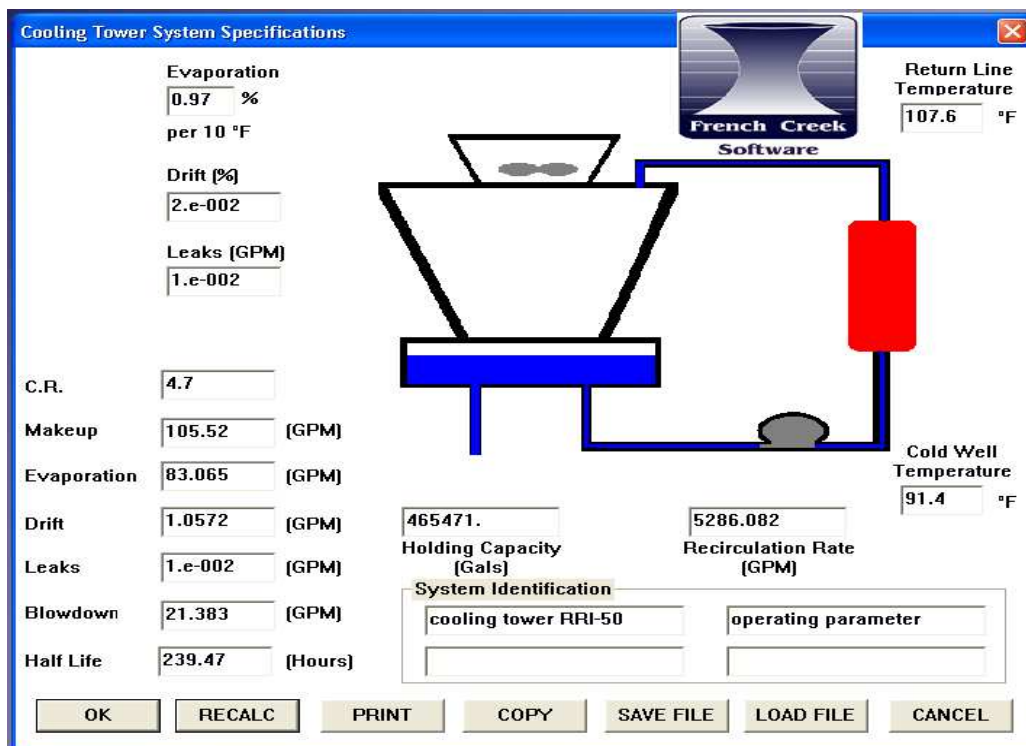 Cooling Tower System Specifications
Evaporation
0.97 %
per 10 °F
Drift (%)
2.e-002
Leaks (GPM)
1.e-002
French Creek
Software
Return Line
Temperature
107.6 °F
C.R. 4.7
Makeup 105.52 (GPM)
Evaporation 83.065 (GPM)
Drift 1.0572 (GPM)
Leaks 1.e-002 (GPM)
Blowdown 21.383 (GPM)
Half Life 239.47 (Hours)
Cold Well
Temperature
91.4 °F
465471.
Holding Capacity
(Gals)
5286.082
Recirculation Rate
(GPM)
System Identification
cooling tower RRI-50
operating parameter
OK RECALC PRINT COPY SAVE FILE LOAD FILE CANCEL